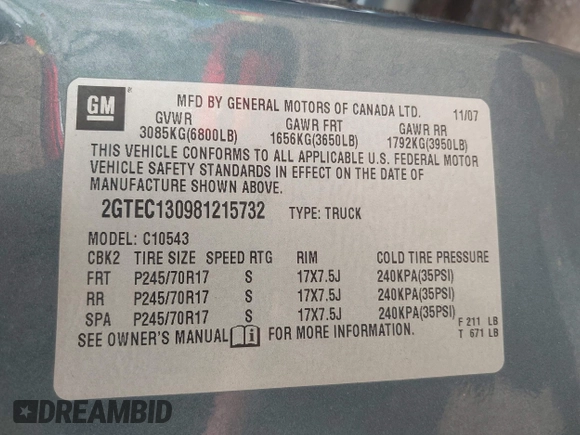 GM
MFD BY GENERAL MOTORS OF CANADA LTD. 11/07
GVWR GAWR FRT GAWR RR
3085KG(6800LB) 1656KG(3650LB) 1792KG(3950LB)
THIS VEHICLE CONFORMS TO ALL APPLICABLE U.S. FEDERAL MOTOR
VEHICLE SAFETY STANDARDS IN EFFECT ON THE DATE OF
MANUFACTURE SHOWN ABOVE.
2GTEC130981215732 TYPE: TRUCK
MODEL: C10543
CBK2 TIRE SIZE SPEED RTG RIM COLD TIRE PRESSURE
FRT P245/70R17 S 17X7.5J 240KPA(35PSI)
RR P245/70R17 S 17X7.5J 240KPA(35PSI)
SPA P245/70R17 S 17X7.5J 240KPA(35PSI)
F 211 LB
SEE OWNER'S MANUAL FOR MORE INFORMATION. T 671 LB
DREAMBID